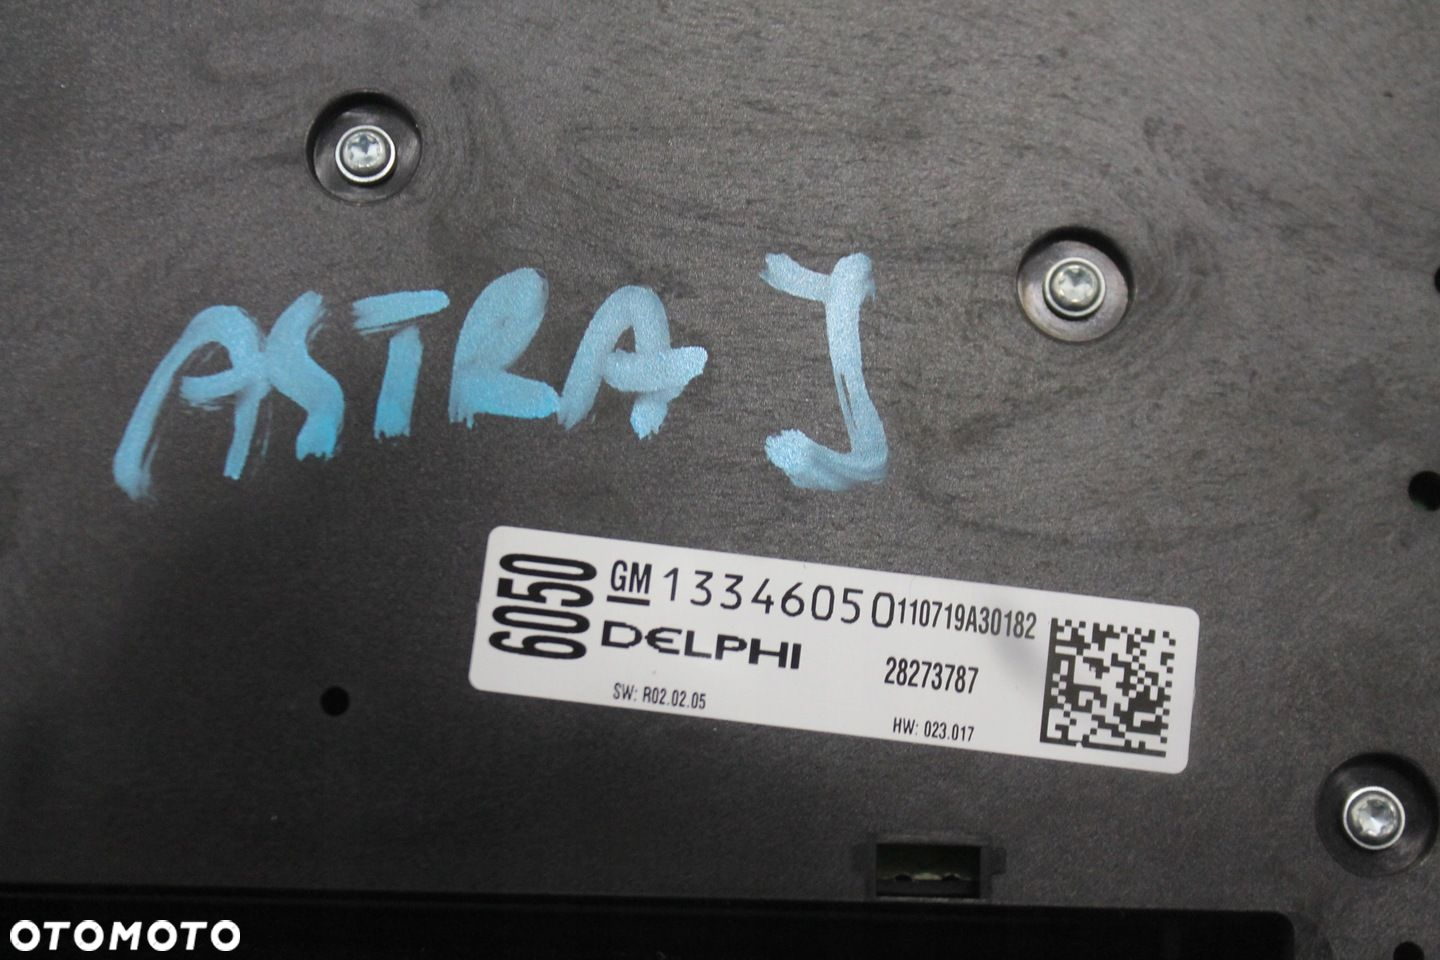 ASTRA J
6050
GM 13346050 110719A30182
DELPHI
28273787
SW: R02.02.05
HW: 023.017
OTOMOTO